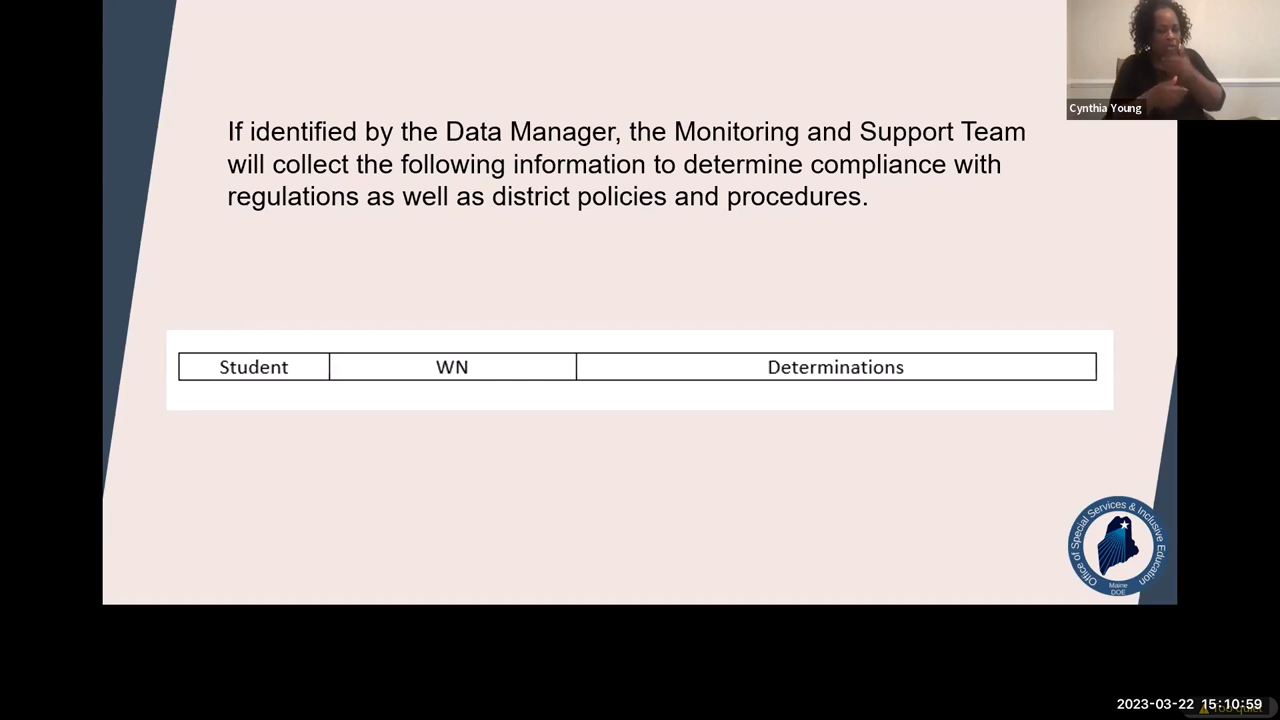 Cynthia Young
If identified by the Data Manager, the Monitoring and Support Team
will collect the following information to determine compliance with
regulations as well as district policies and procedures.
Student WN Determinations
Office of Special Services & Inclusive Education
Maine
DOE
2023-03-22 15:10:59